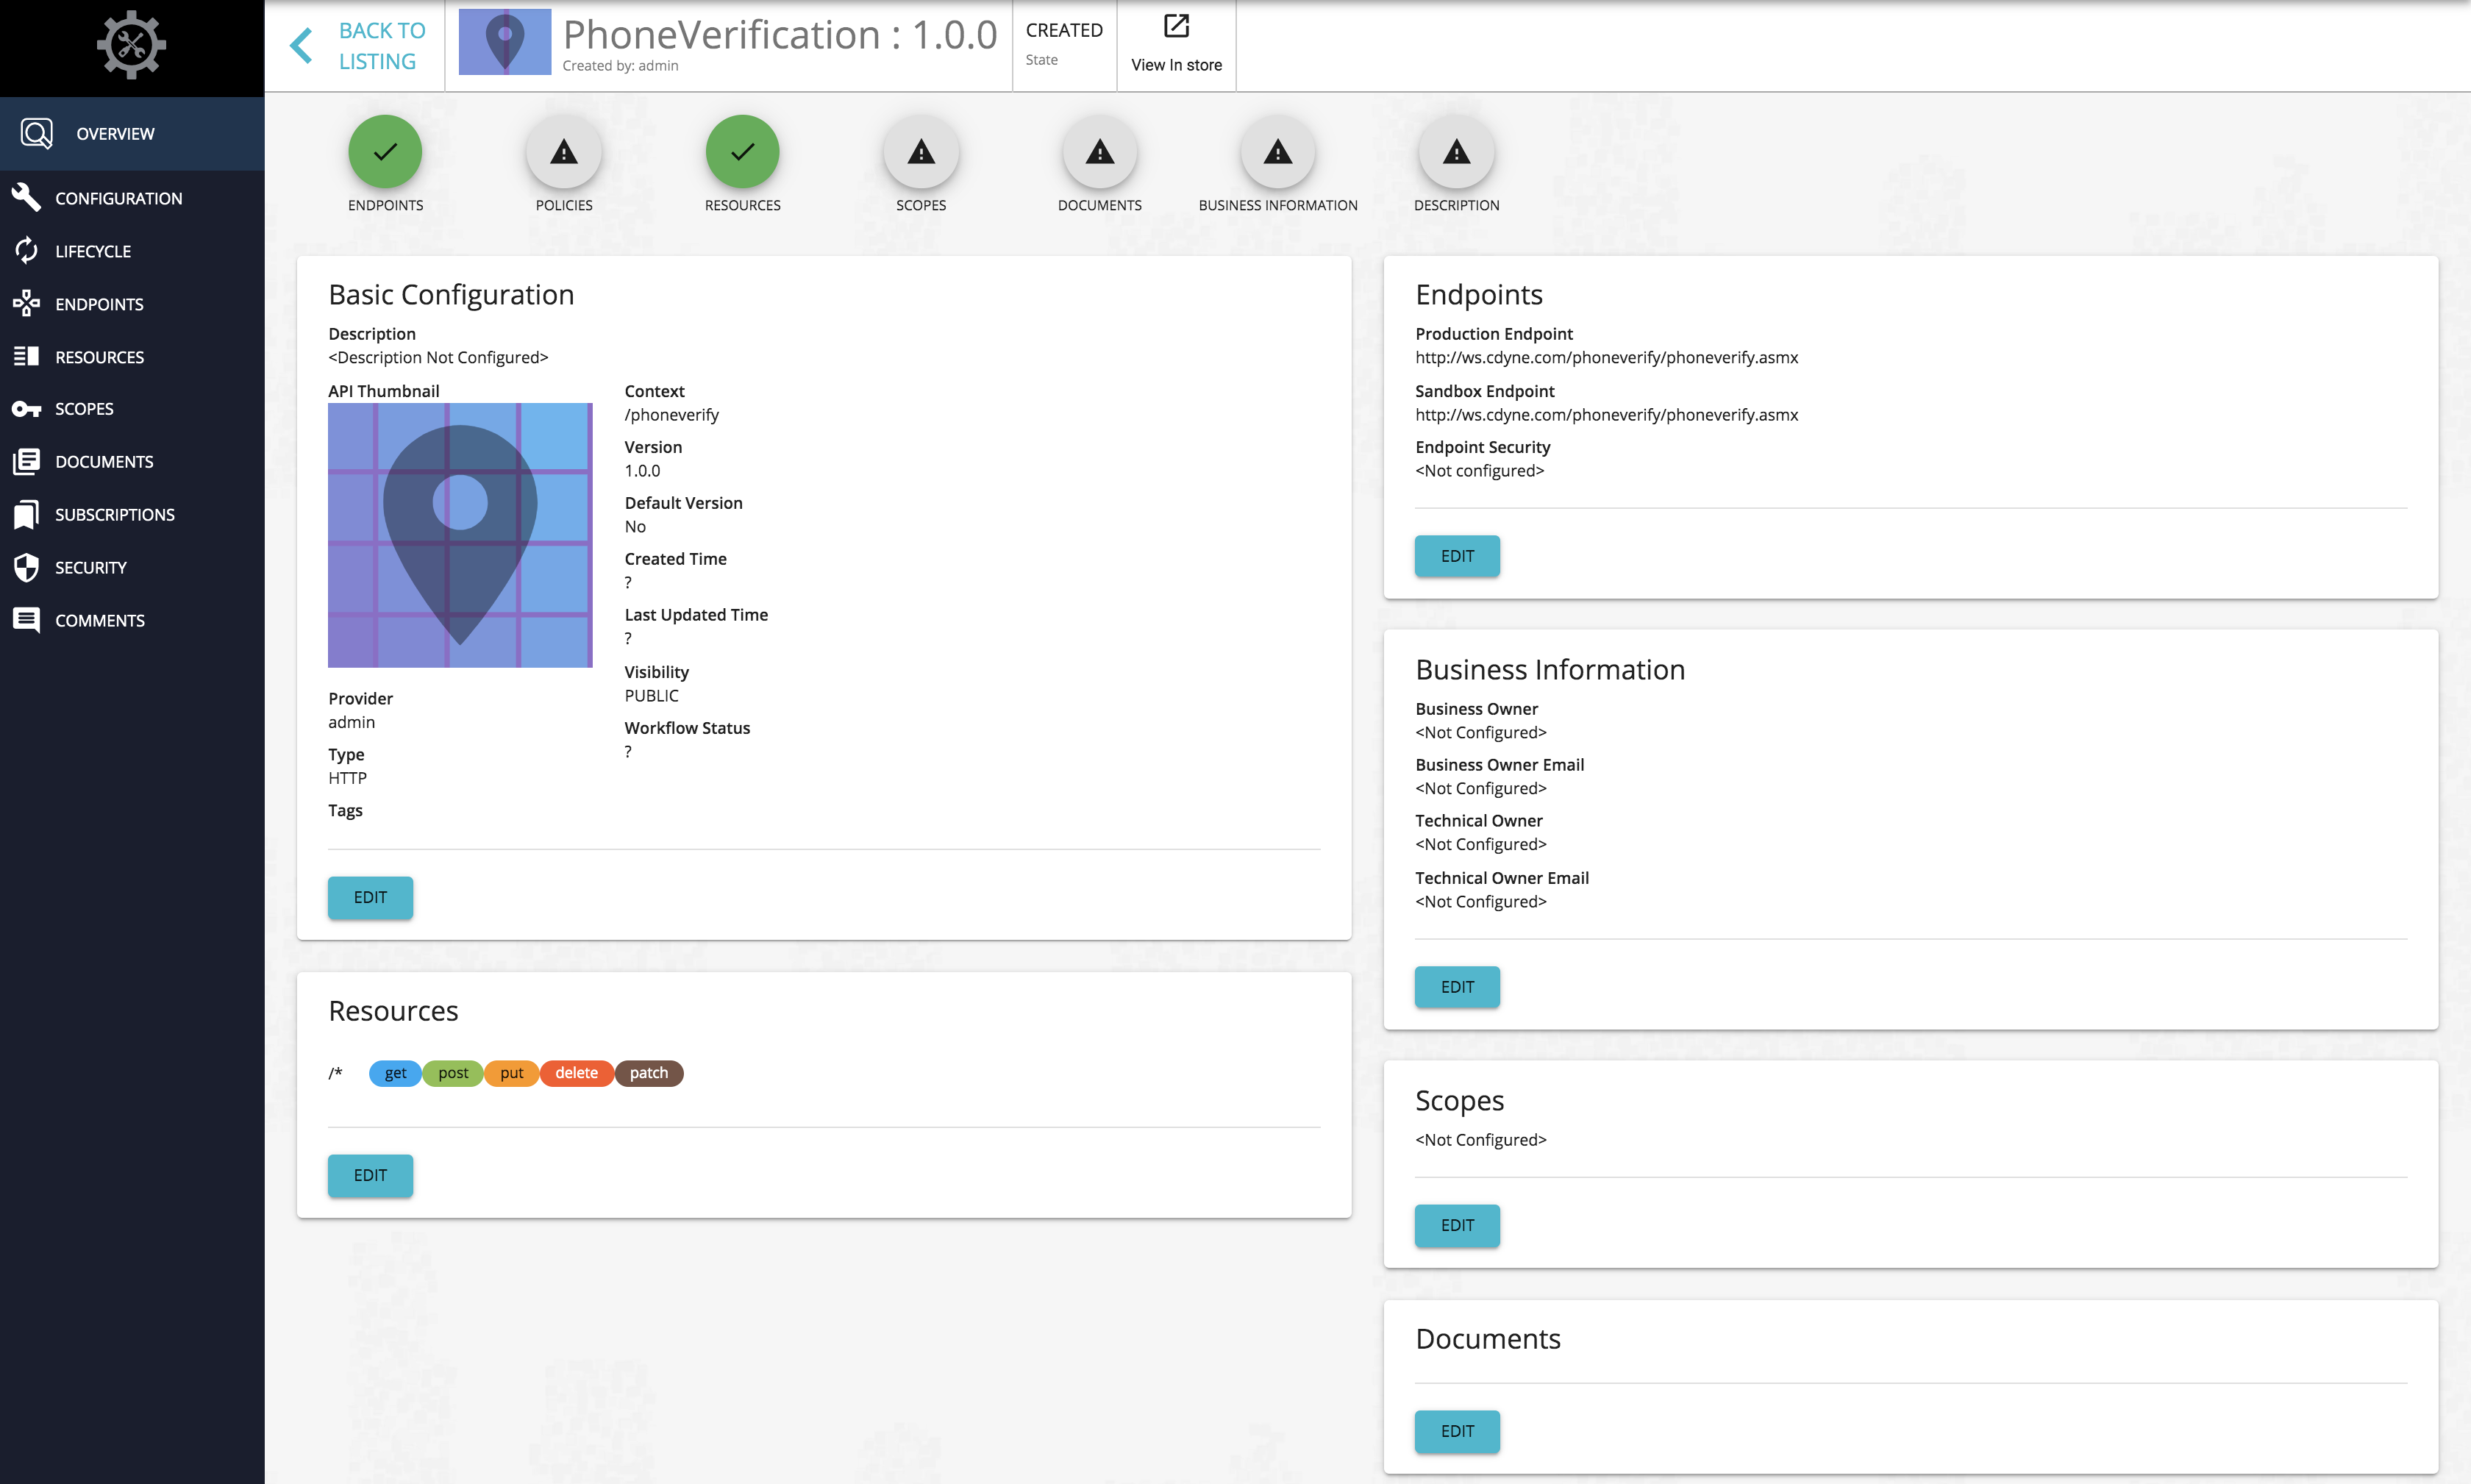 BACK TO
LISTING
PhoneVerification : 1.0.0
Created by: admin
CREATED
State
View In store
OVERVIEW
CONFIGURATION
LIFECYCLE
ENDPOINTS
RESOURCES
SCOPES
DOCUMENTS
SUBSCRIPTIONS
SECURITY
COMMENTS
ENDPOINTS
POLICIES
RESOURCES
SCOPES
DOCUMENTS
BUSINESS INFORMATION
DESCRIPTION
Basic Configuration
Description
<Description Not Configured>
API Thumbnail
Provider
admin
Type
HTTP
Tags
Context
/phoneverify
Version
1.0.0
Default Version
No
Created Time
?
Last Updated Time
?
Visibility
PUBLIC
Workflow Status
?
EDIT
Resources
/* get post put delete patch
EDIT
Endpoints
Production Endpoint
http://ws.cdyne.com/phoneverify/phoneverify.asmx
Sandbox Endpoint
http://ws.cdyne.com/phoneverify/phoneverify.asmx
Endpoint Security
<Not configured>
EDIT
Business Information
Business Owner
<Not Configured>
Business Owner Email
<Not Configured>
Technical Owner
<Not Configured>
Technical Owner Email
<Not Configured>
EDIT
Scopes
<Not Configured>
EDIT
Documents
EDIT